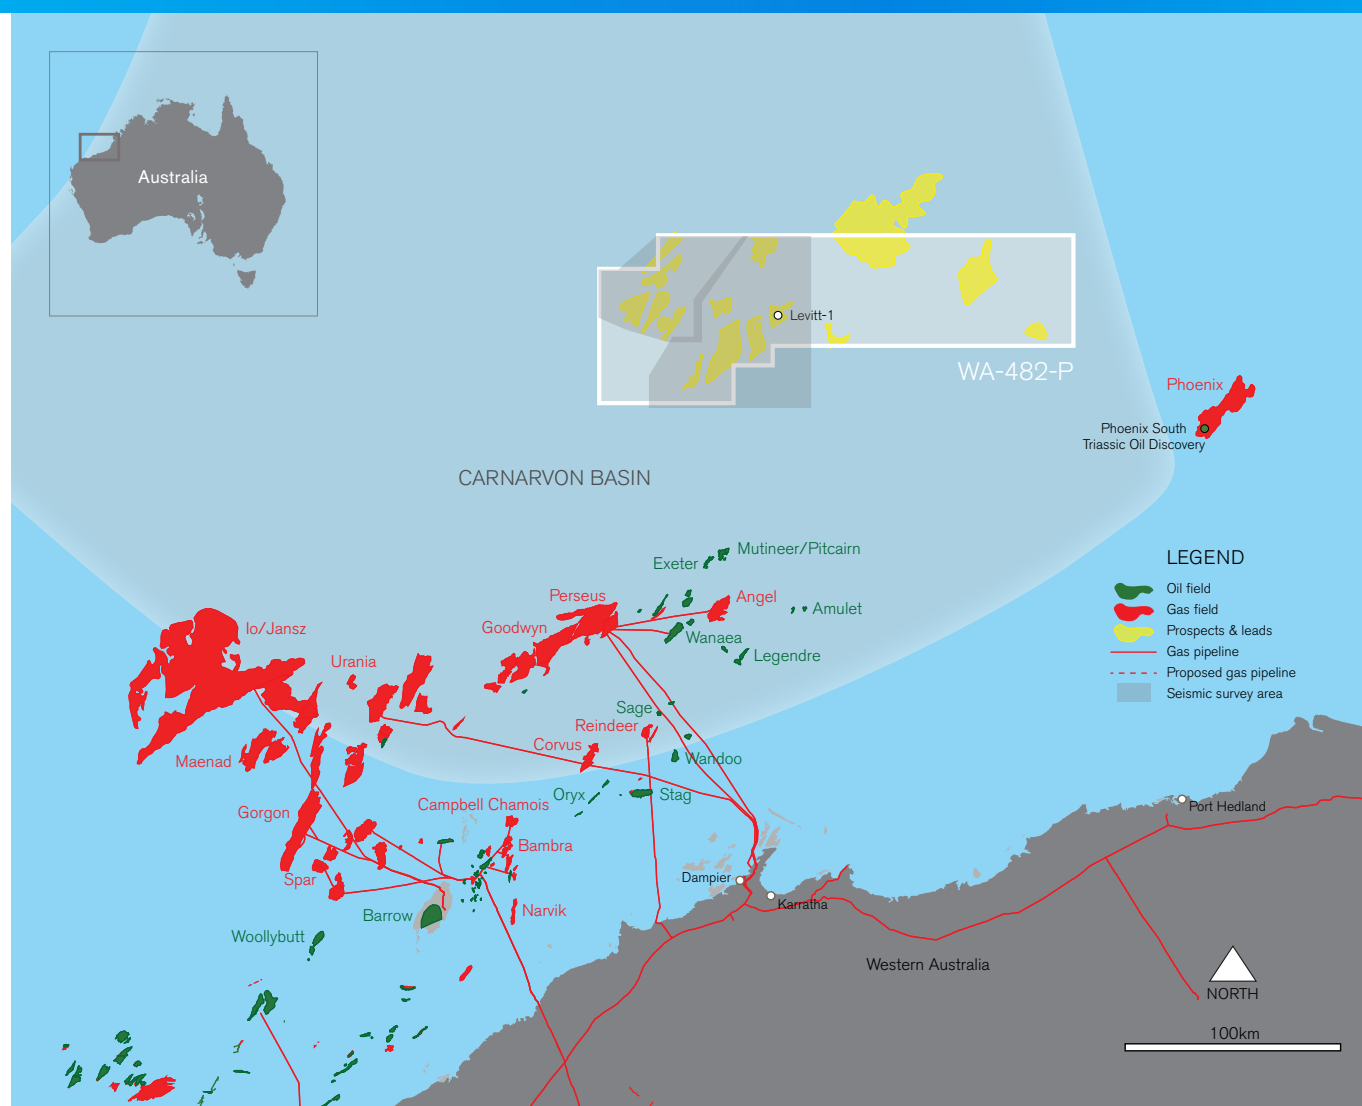 Australia
Levitt-1
WA-482-P
Phoenix
Phoenix South
Triassic Oil Discovery
CARNARVON BASIN
LEGEND
Oil field
Gas field
Prospects & leads
Gas pipeline
Proposed gas pipeline
Seismic survey area
Mutineer/Pitcairn
Exeter
Perseus
Angel
Amulet
Io/Jansz
Goodwyn
Wanaea
Legendre
Urania
Sage
Reindeer
Corvus
Wandoo
Maenad
Oryx
Stag
Campbell Chamois
Gorgon
Bambra
Spar
Dampier
Karratha
Port Hedland
Barrow
Narvik
Woollybutt
Western Australia
NORTH
100km